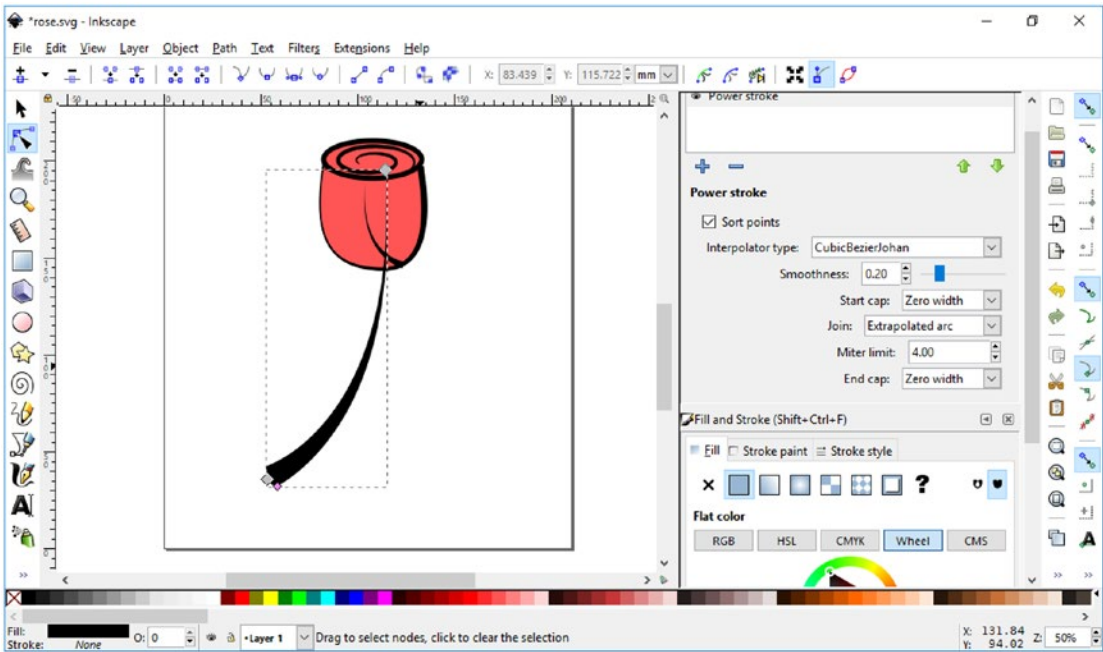 *rose.svg - Inkscape
File Edit View Layer Object Path Text Filters Extensions Help
X: 83.439 Y: 115.722 mm
Power stroke
Power stroke
Sort points
Interpolator type: CubicBezierJohan
Smoothness: 0.20
Start cap: Zero width
Join: Extrapolated arc
Miter limit: 4.00
End cap: Zero width
Fill and Stroke (Shift+Ctrl+F)
Fill Stroke paint Stroke style
Flat color
RGB HSL CMYK Wheel CMS
Fill:
Stroke: None
O: 0
•Layer 1
Drag to select nodes, click to clear the selection
X: 131.84
Y: 94.02
Z: 50%